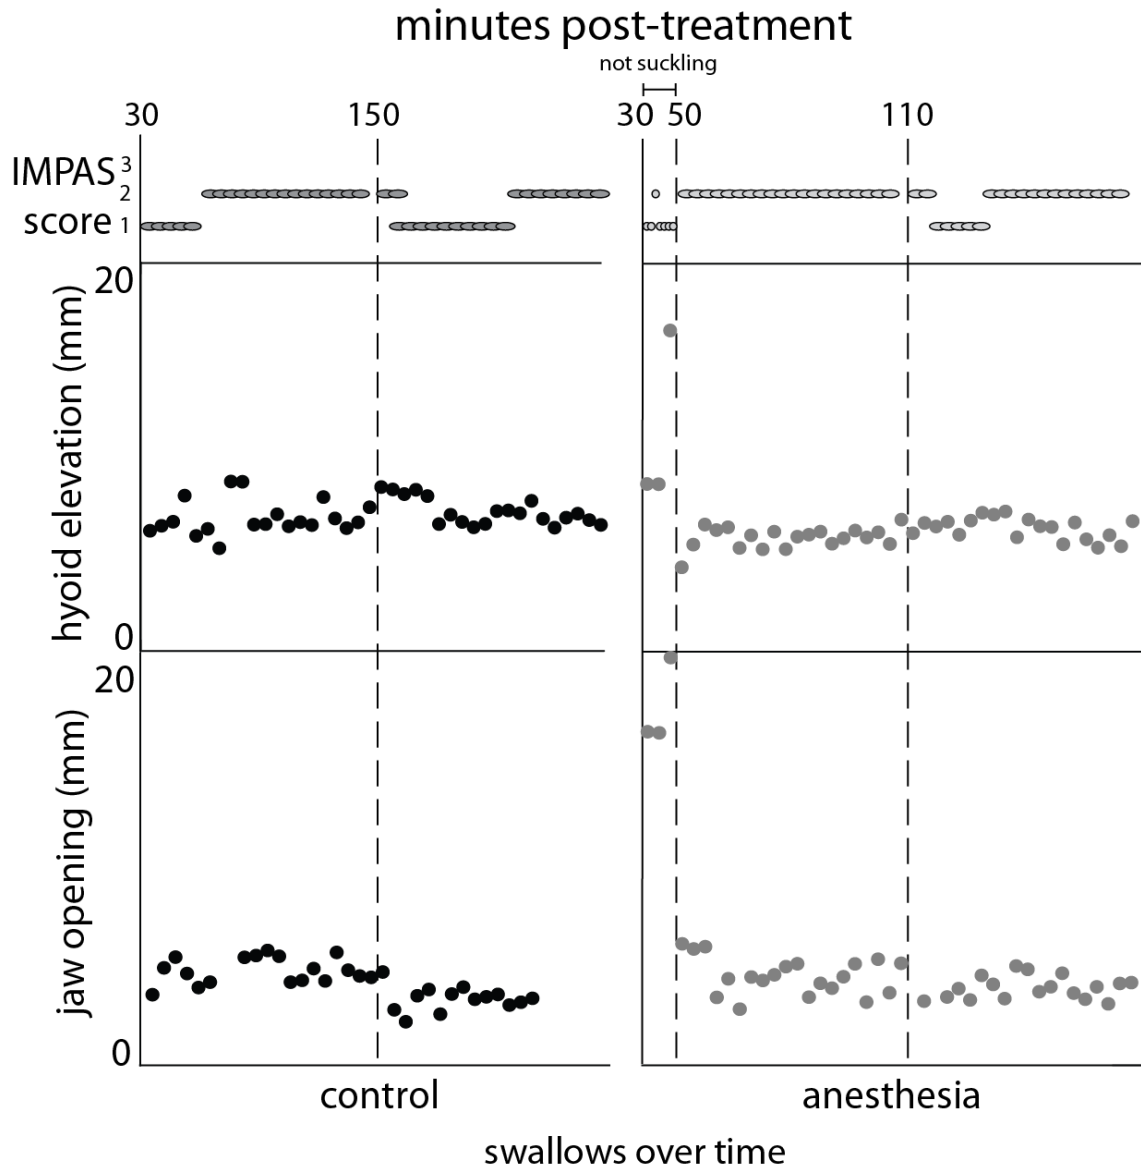 minutes post-treatment
not suckling
30 150 30 50 110
IMPAS 3
2
score 1
20
hyoid elevation (mm)
0
20
jaw opening (mm)
0
control anesthesia
swallows over time